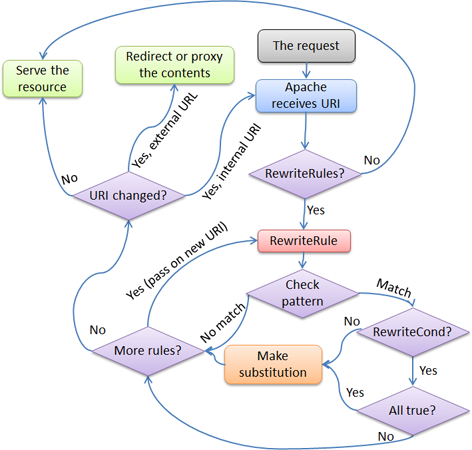 The request
Redirect or proxy
the contents
Serve the
resource
Apache
receives URI
Yes, external URL
Yes, internal URI
No
RewriteRules?
No
URI changed?
Yes
RewriteRule
Yes (pass on new URI)
Check
pattern
Match
No match
No
RewriteCond?
No
More rules?
Make
substitution
Yes
Yes
All true?
No